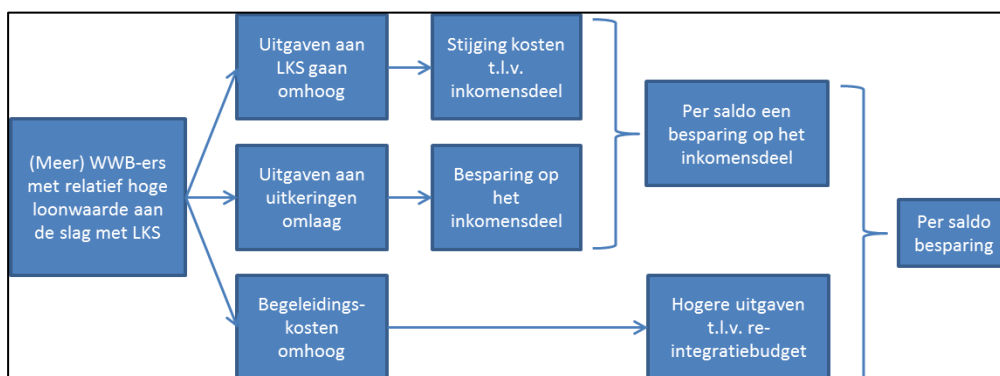 (Meer) WWB-ers
met relatief hoge
loonwaarde aan
de slag met LKS
Uitgaven aan
LKS gaan
omhoog
Stijging kosten
t.l.v.
inkomensdeel
Uitgaven aan
uitkeringen
omlaag
Besparing op
het
inkomensdeel
Per saldo een
besparing op het
inkomensdeel
Begeleidings-
kosten
omhoog
Hogere uitgaven
t.l.v. re-
integratiebudget
Per saldo
besparing